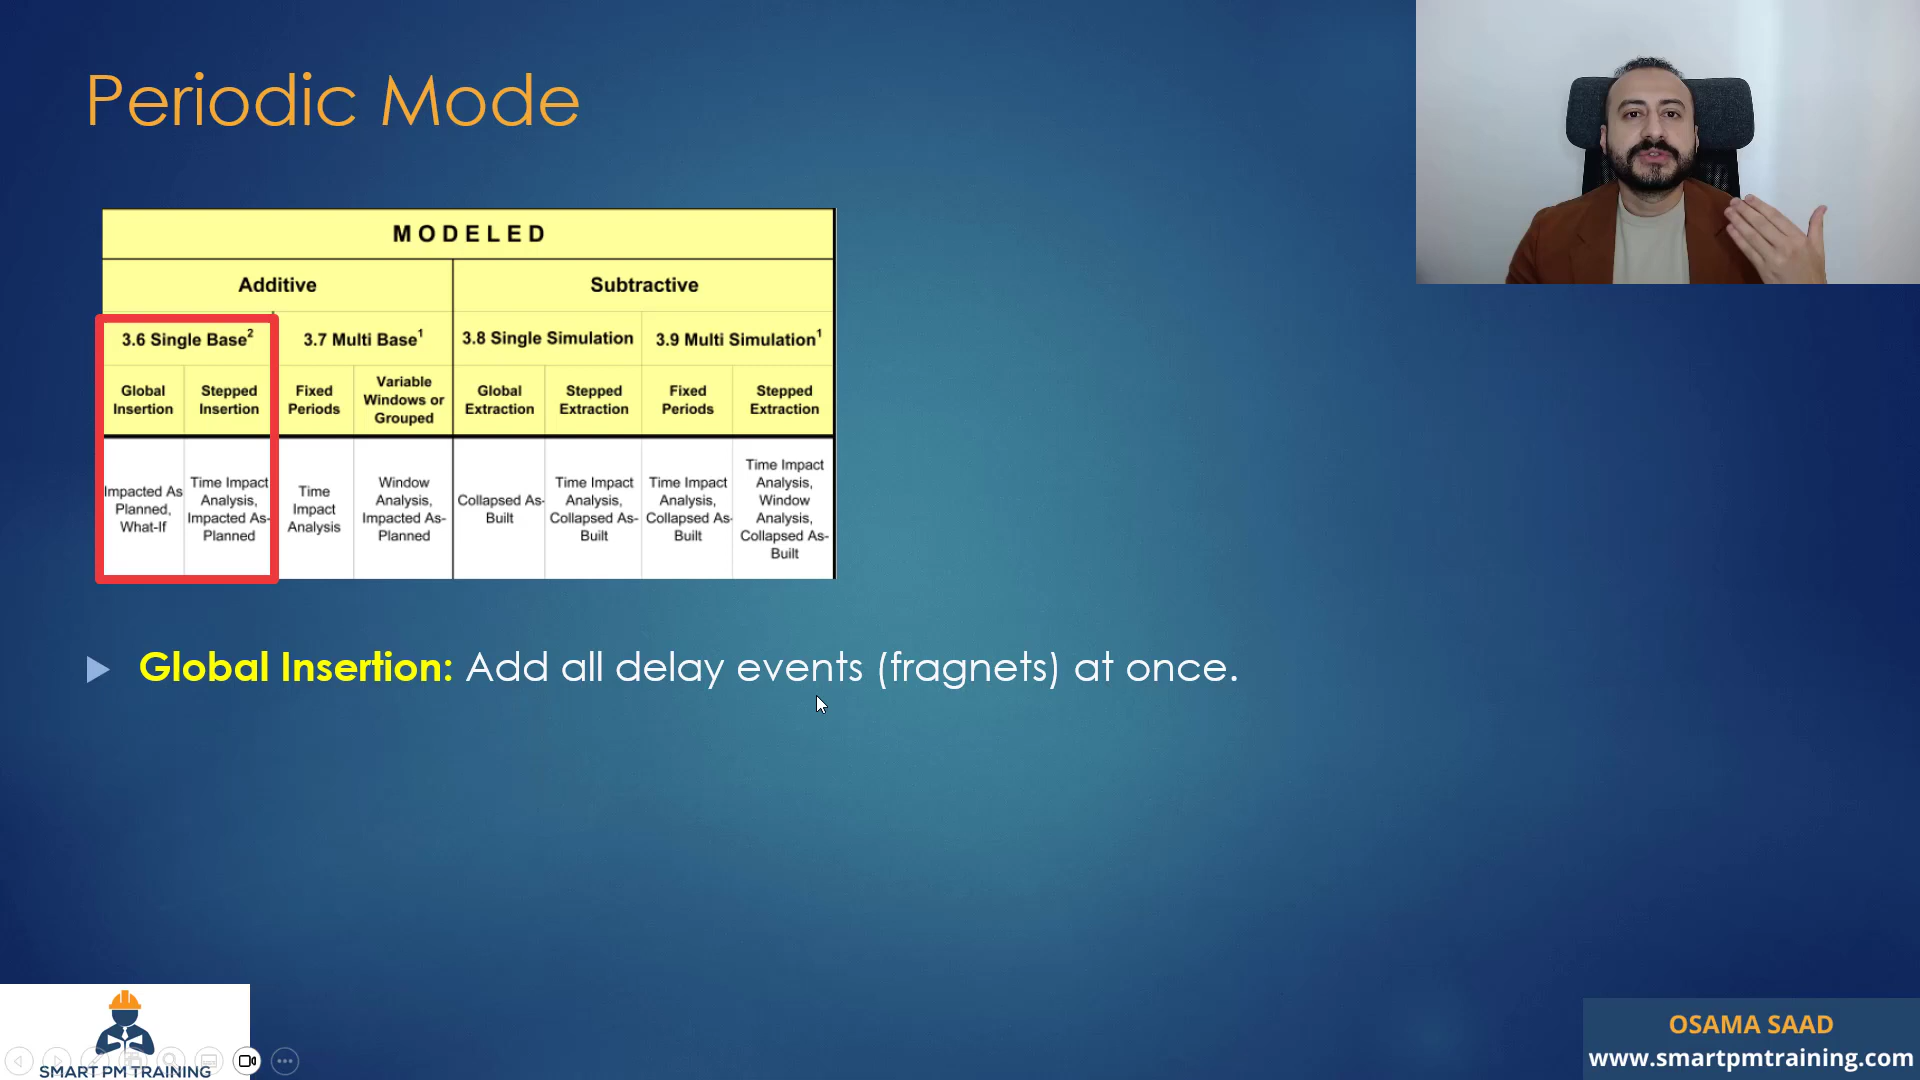 Periodic Mode
MODELED
Additive
Subtractive
3.6 Single Base2
3.7 Multi Base1
3.8 Single Simulation
3.9 Multi Simulation1
Global
Insertion
Stepped
Insertion
Fixed
Periods
Variable
Windows or
Grouped
Global
Extraction
Stepped
Extraction
Fixed
Periods
Stepped
Extraction
Impacted As
Planned,
What-If
Time Impact
Analysis,
Impacted As-
Planned
Time
Impact
Analysis
Window
Analysis,
Impacted As-
Planned
Collapsed As-
Built
Time Impact
Analysis,
Collapsed As-
Built
Time Impact
Analysis,
Collapsed As-
Built
Time Impact
Analysis,
Window
Analysis,
Collapsed As-
Built
Global Insertion: Add all delay events (fragnets) at once.
SMART PM TRAINING
OSAMA SAAD
www.smartpmtraining.com